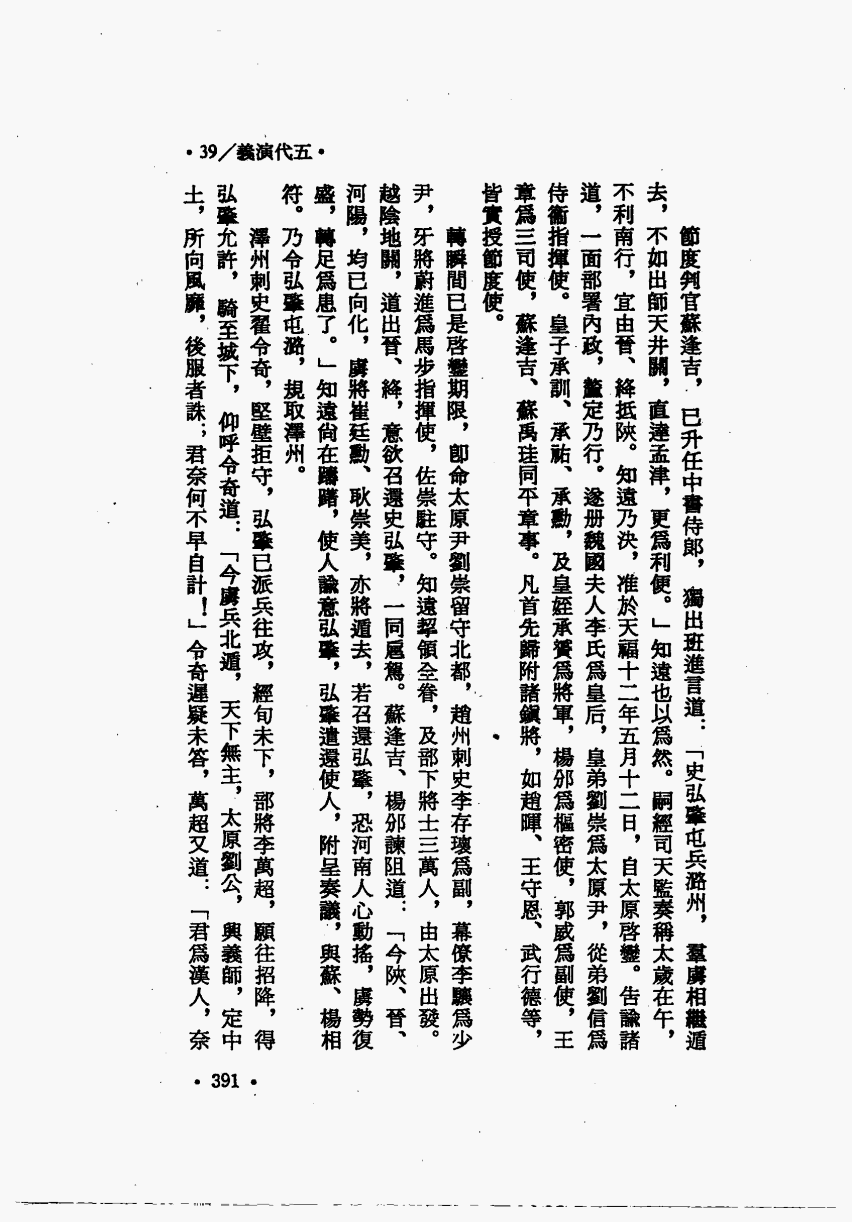 •39／義演代五•
節度判官蘇逢吉，已升任中書侍郎，獨出班進言道：「史弘肇屯兵潞州，羣虜相繼遁
去，不如出師天井關，直達孟津，更爲利便。」知遠也以爲然。嗣經司天監奏稱太歲在午，
不利南行，宜由晉、絳抵陝。知遠乃決，准於天福十二年五月十二日，自太原啓鑾。告諭諸
道，一面部署內政，釐定乃行。遂册魏國夫人李氏爲皇后，皇弟劉崇爲太原尹，從弟劉信爲
侍衞指揮使。皇子承訓、承祐、承勳，及皇姪承贇爲將軍，楊邠爲樞密使，郭威爲副使，王
章爲三司使，蘇逢吉、蘇禹珪同平章事。凡首先歸附諸鎭將，如趙暉、王守恩、武行德等，
皆實授節度使。
轉瞬間已是啓鑾期限，卽命太原尹劉崇留守北都，趙州刺史李存瓌爲副，幕僚李驤爲少
尹，牙將蔚進爲馬步指揮使，佐崇駐守。知遠挈領全眷，及部下將士三萬人，由太原出發。
越陰地關，道出晉、絳，意欲召還史弘肇，一同扈駕。蘇逢吉、楊邠諫阻道：「今陝、晉、
河陽，均已向化，虜將崔廷勳、耿崇美，亦將遁去，若召還弘肇，恐河南人心動搖，虜勢復
盛，轉足爲患了。」知遠尙在躊躇，使人諭意弘肇，弘肇遣還使人，附呈奏議，與蘇、楊相
符。乃令弘肇屯潞，規取澤州。
澤州刺史翟令奇，堅壁拒守，弘肇已派兵往攻，經旬未下，部將李萬超，願往招降，得
弘肇允許，騎至城下，仰呼令奇道：「今虜兵北遁，天下無主，太原劉公，興義師，定中
土，所向風靡，後服者誅；君奈何不早自計！」令奇遲疑未答，萬超又道：「君爲漢人，奈
•391•